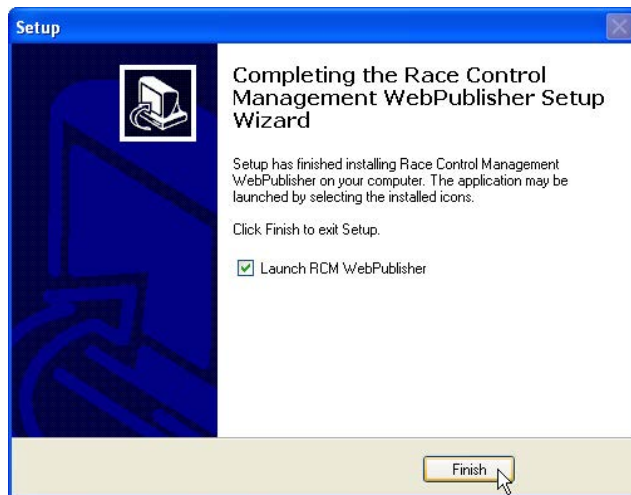 Setup
Completing the Race Control
Management WebPublisher Setup
Wizard
Setup has finished installing Race Control Management
WebPublisher on your computer. The application may be
launched by selecting the installed icons.
Click Finish to exit Setup.
Launch RCM WebPublisher
Finish